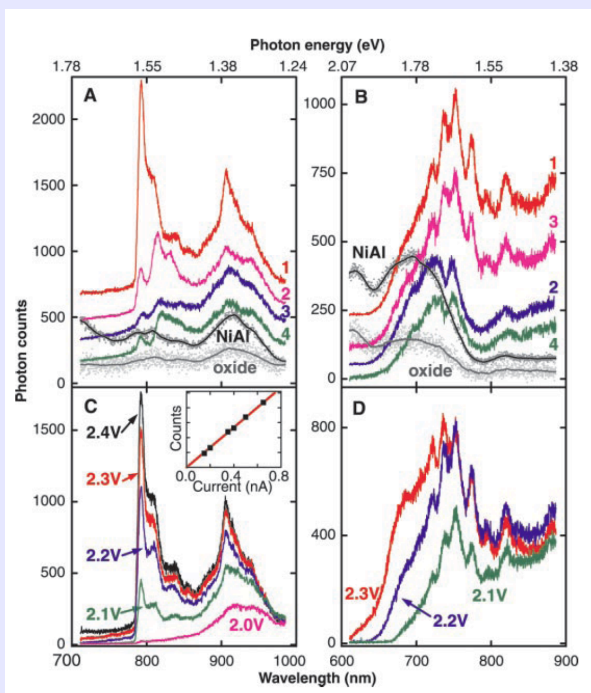 Photon energy (eV)
1.78 1.55 1.38 1.24 2.07 1.78 1.55 1.38
A B
2000
1500
1000
500
0
1
2
3
4
NiAl
oxide
1000
750
500
250
0
1
3
2
4
NiAl
oxide
Photon counts
C D
1500
1000
500
0
2.4V
2.3V
2.2V
2.1V
2.0V
Counts
0 0.4 0.8
Current (nA)
800
400
0
2.3V
2.2V
2.1V
700 800 900 1000 600 700 800 900
Wavelength (nm)